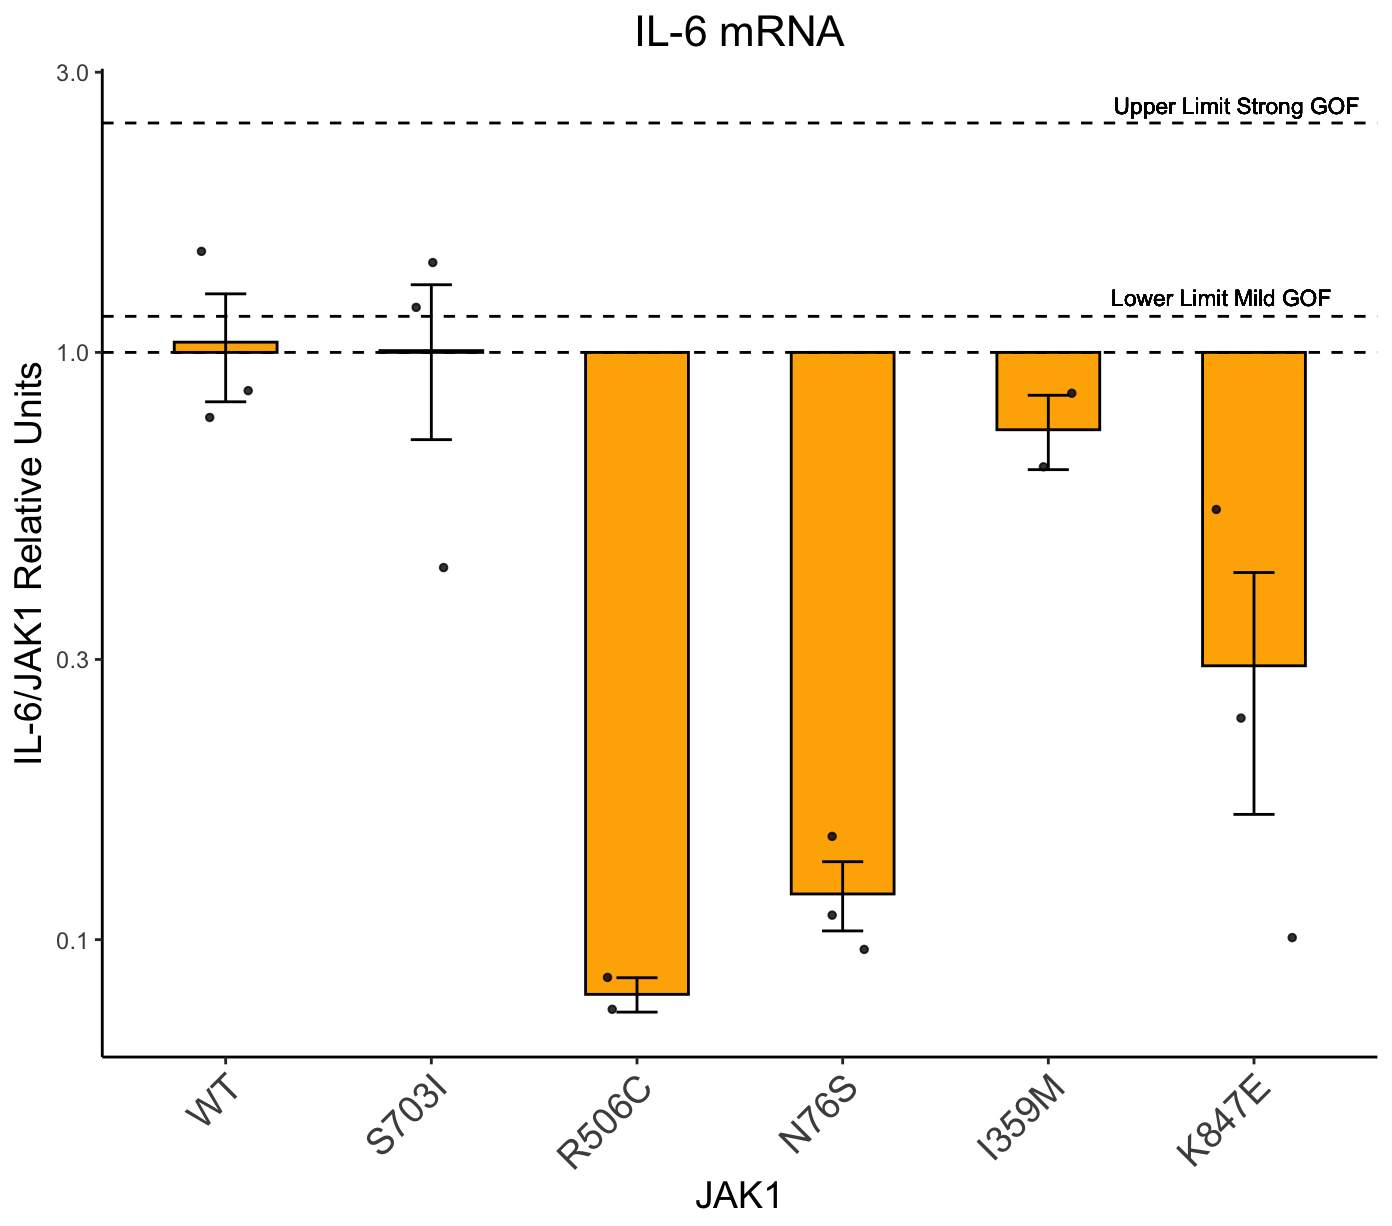 IL-6 mRNA
3.0
Upper Limit Strong GOF
Lower Limit Mild GOF
1.0
IL-6/JAK1 Relative Units
0.3
0.1
WT
S703I
R506C
N76S
I359M
K847E
JAK1